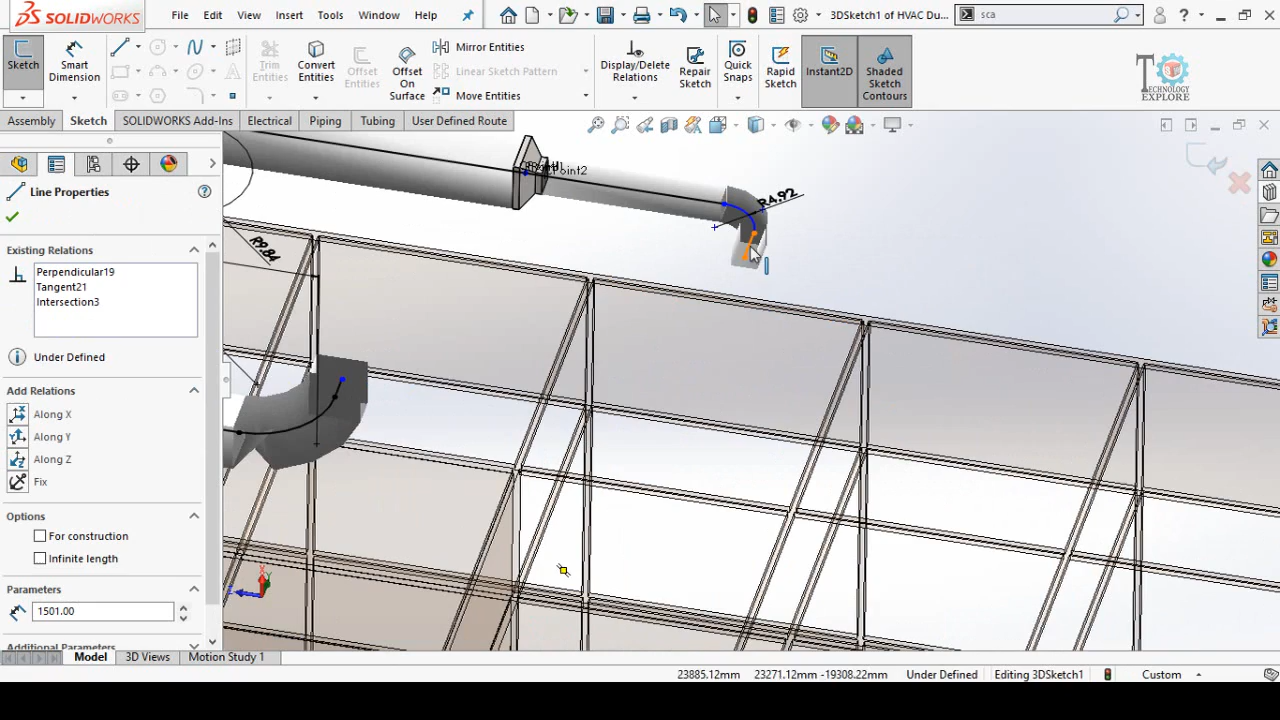 SOLIDWORKS
File
Edit
View
Insert
Tools
Window
Help
3DSketch1 of HVAC Du...
sca
Sketch
Smart Dimension
Trim Entities
Convert Entities
Offset Entities
Offset On Surface
Mirror Entities
Linear Sketch Pattern
Move Entities
Display/Delete Relations
Repair Sketch
Quick Snaps
Rapid Sketch
Instant2D
Shaded Sketch Contours
TECHNOLOGY
EXPLORE
Assembly
Sketch
SOLIDWORKS Add-Ins
Electrical
Piping
Tubing
User Defined Route
Line Properties
Existing Relations
Perpendicular19
Tangent21
Intersection3
Under Defined
Add Relations
Along X
Along Y
Along Z
Fix
Options
For construction
Infinite length
Parameters
1501.00
Additional Parameters
R4.92
R9.84
Model
3D Views
Motion Study 1
23885.12mm
23271.12mm -19308.22mm
Under Defined
Editing 3DSketch1
Custom